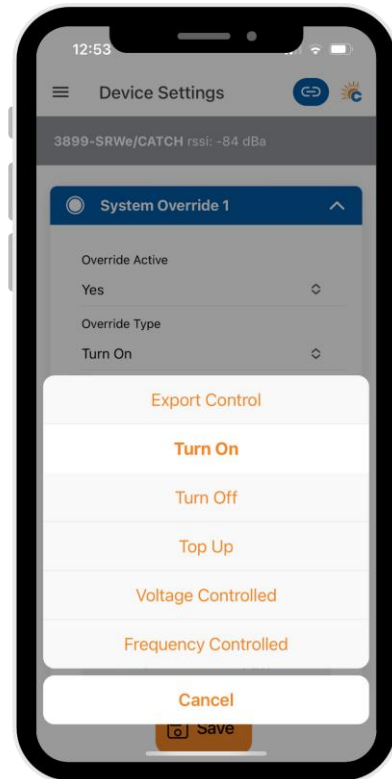 12:53
Device Settings
3899-SRWe/CATCH rssi: -84 dBa
System Override 1
Override Active
Yes
Override Type
Turn On
Export Control
Turn On
Turn Off
Top Up
Voltage Controlled
Frequency Controlled
Cancel
Save